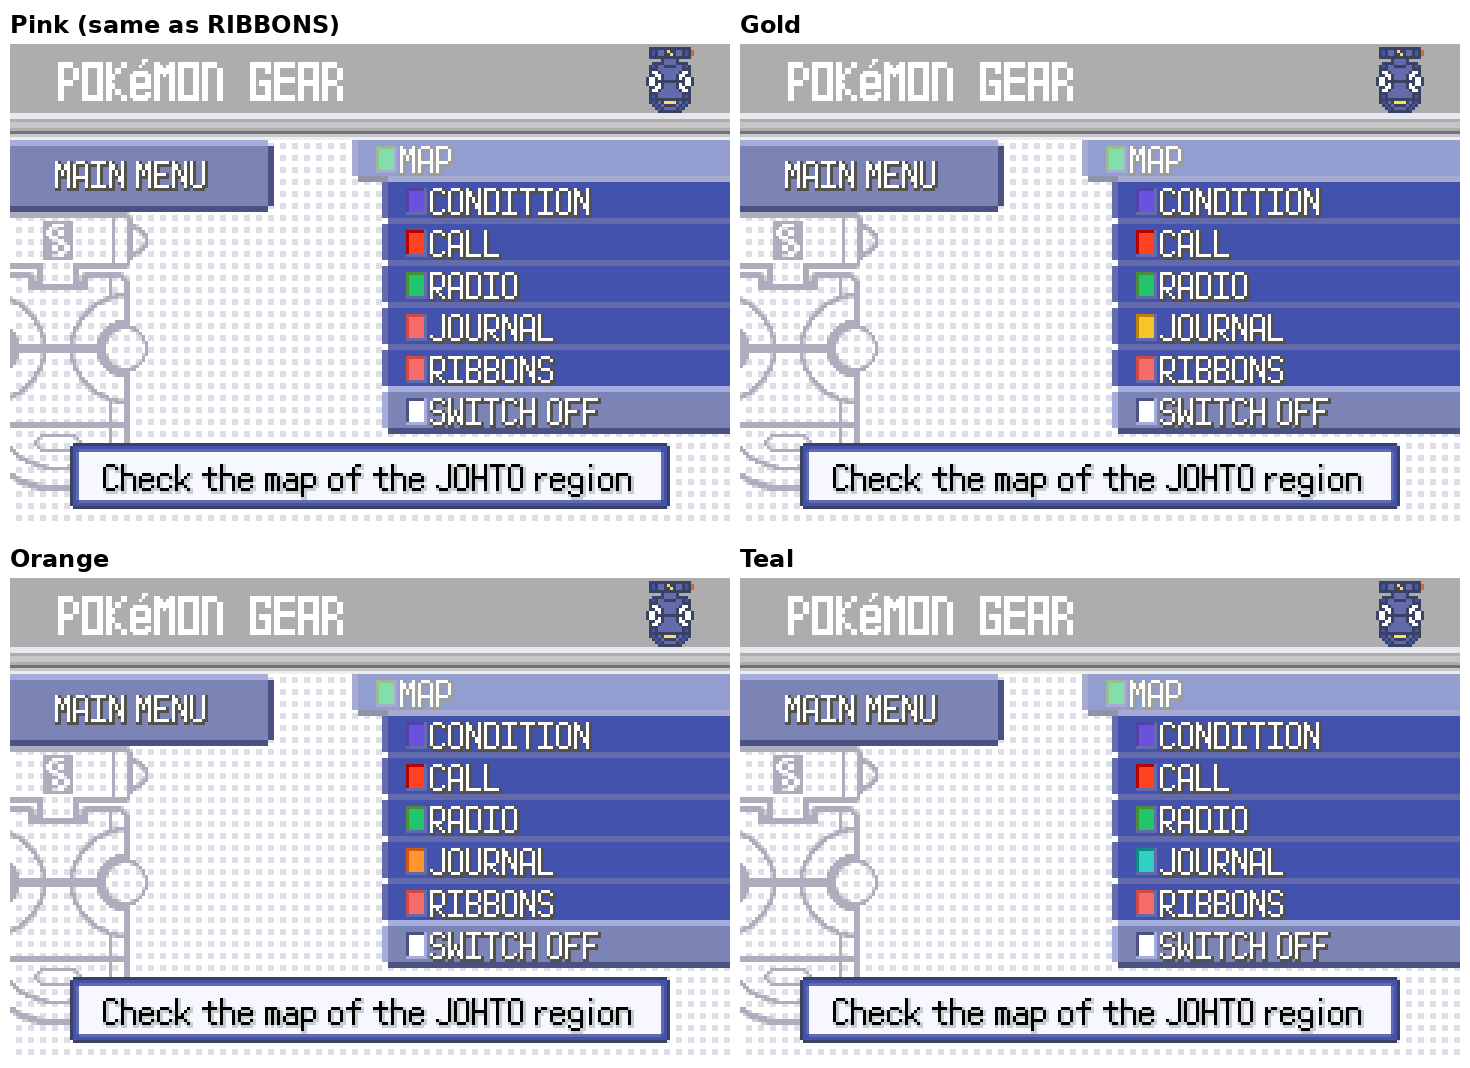 Pink (same as RIBBONS)
POKéMON GEAR
MAIN MENU
MAP
CONDITION
CALL
RADIO
JOURNAL
RIBBONS
SWITCH OFF
Check the map of the JOHTO region
Gold
POKéMON GEAR
MAIN MENU
MAP
CONDITION
CALL
RADIO
JOURNAL
RIBBONS
SWITCH OFF
Check the map of the JOHTO region
Orange
POKéMON GEAR
MAIN MENU
MAP
CONDITION
CALL
RADIO
JOURNAL
RIBBONS
SWITCH OFF
Check the map of the JOHTO region
Teal
POKéMON GEAR
MAIN MENU
MAP
CONDITION
CALL
RADIO
JOURNAL
RIBBONS
SWITCH OFF
Check the map of the JOHTO region